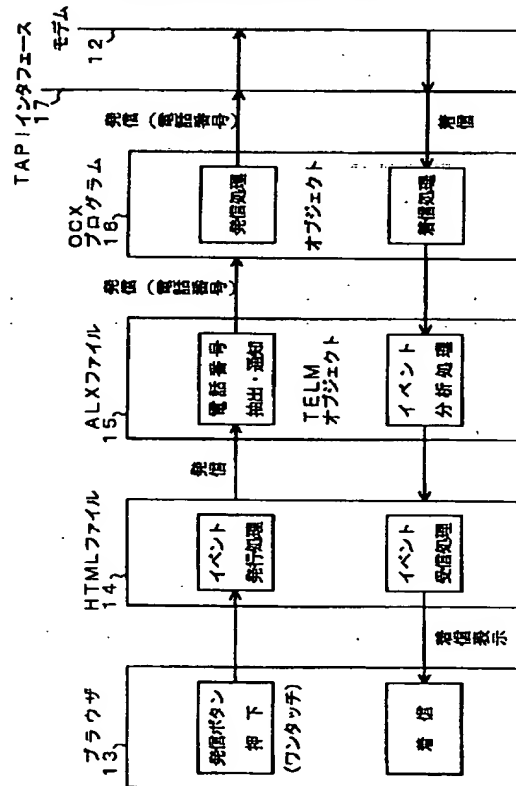 ブラウザ
13
発信ボタン
押下
(ワンタッチ)
着信
HTMLファイル
14
イベント
発行処理
イベント
受信処理
着信表示
発信
ALXファイル
15
電話番号
抽出・通知
TELM
オブジェクト
イベント
分析処理
発信(電話番号)
OCX
プログラム
16
発信処理
オブジェクト
着信処理
発信(電話番号)
着信
TAPIインタフェース
17
モデム
12